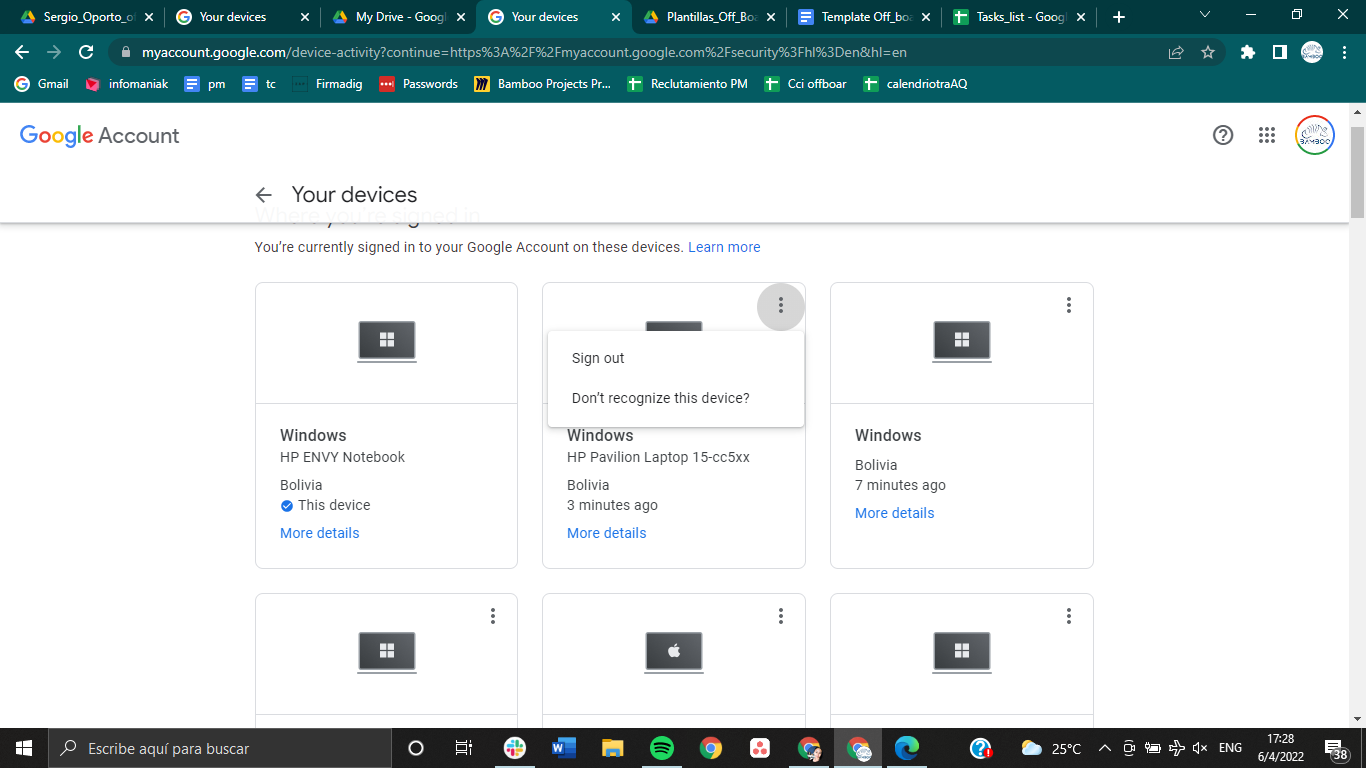 Sergio_Oporto_o
Your devices
My Drive - Googl
Your devices
Plantillas_Off_Boa
Template Off_boa
Tasks_list - Google
myaccount.google.com/device-activity?continue=https%3A%2F%2Fmyaccount.google.com%2Fsecurity%3Fhl%3Den&hl=en
Gmail
infomaniak
pm
tc
Firmadig
Passwords
Bamboo Projects Pr...
Reclutamiento PM
Cci offboar
calendriotraAQ
Google Account
BAMBOO
Your devices
Where you're signed in
You're currently signed in to your Google Account on these devices. Learn more
Sign out
Don't recognize this device?
Windows
HP ENVY Notebook
Bolivia
This device
More details
Windows
HP Pavilion Laptop 15-cc5xx
Bolivia
3 minutes ago
More details
Windows
Bolivia
7 minutes ago
More details
Escribe aquí para buscar
25°C
ENG
17:28
6/4/2022
38